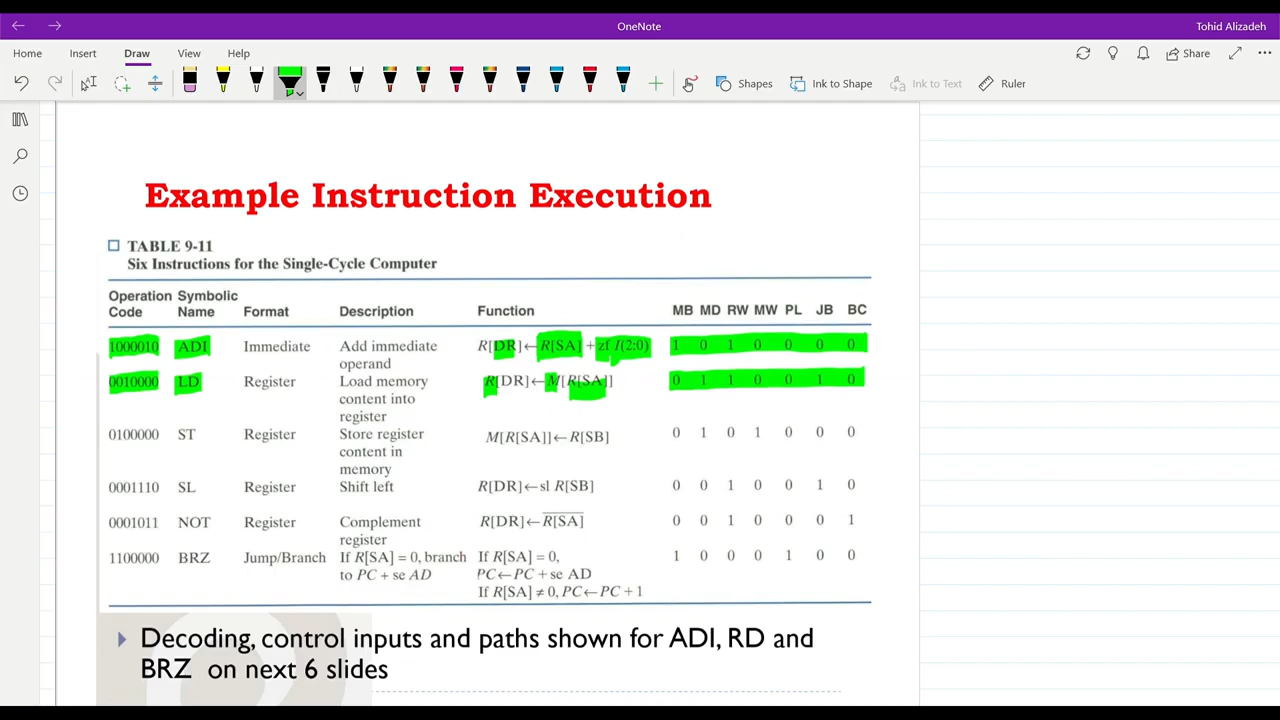 OneNote
Tohid Alizadeh
Home Insert Draw View Help
Share
Shapes Ink to Shape Ink to Text Ruler
Example Instruction Execution
TABLE 9-11
Six Instructions for the Single-Cycle Computer
Operation Symbolic
Code Name Format Description Function MB MD RW MW PL JB BC
1000010 ADI Immediate Add immediate R[DR]←R[SA] + zf I(2:0) 1 0 1 0 0 0 0
operand
0010000 LD Register Load memory R[DR]←M[R[SA]] 0 1 1 0 0 1 0
content into
register
0100000 ST Register Store register M[R[SA]]←R[SB] 0 1 0 1 0 0 0
content in
memory
0001110 SL Register Shift left R[DR]←sl R[SB] 0 0 1 0 0 1 0
0001011 NOT Register Complement R[DR]←R̅[̅S̅A̅]̅ 0 0 1 0 0 0 1
register
1100000 BRZ Jump/Branch If R[SA] = 0, branch If R[SA] = 0, 1 0 0 0 1 0 0
to PC + se AD PC←PC + se AD
If R[SA] ≠ 0, PC←PC + 1
Decoding, control inputs and paths shown for ADI, RD and
BRZ on next 6 slides